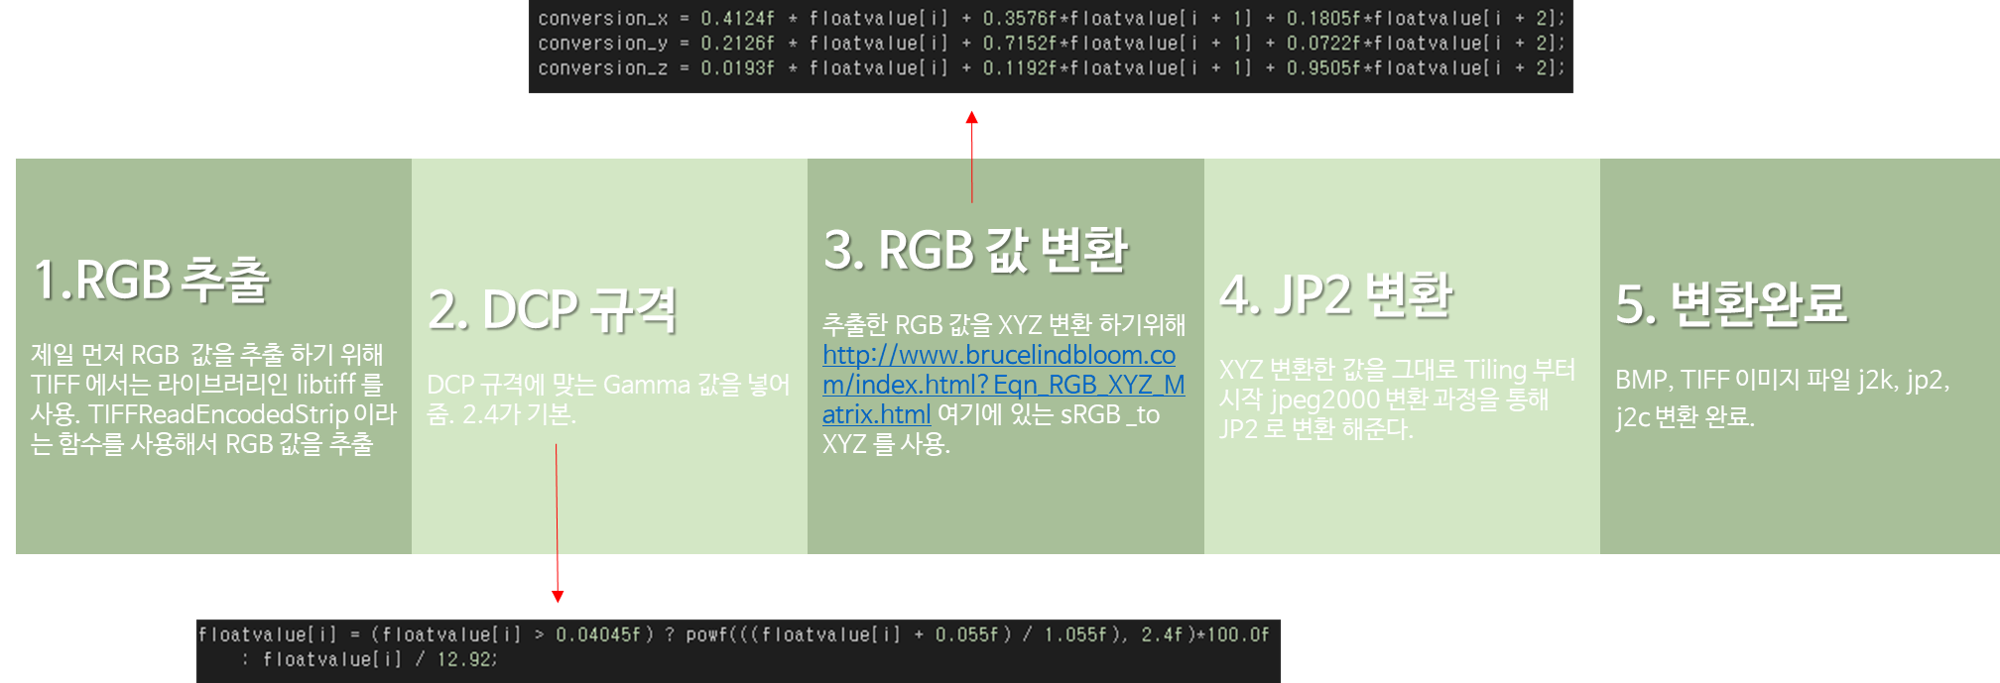 conversion_x = 0.4124f * floatvalue[i] + 0.3576f*floatvalue[i + 1] + 0.1805f*floatvalue[i + 2];
conversion_y = 0.2126f * floatvalue[i] + 0.7152f*floatvalue[i + 1] + 0.0722f*floatvalue[i + 2];
conversion_z = 0.0193f * floatvalue[i] + 0.1192f*floatvalue[i + 1] + 0.9505f*floatvalue[i + 2];
1.RGB 추출
제일 먼저 RGB 값을 추출 하기 위해
TIFF 에서는 라이브러리인 libtiff 를
사용. TIFFReadEncodedStrip 이라
는 함수를 사용해서 RGB 값을 추출
2. DCP 규격
DCP 규격에 맞는 Gamma 값을 넣어
줌. 2.4가 기본.
3. RGB 값 변환
추출한 RGB 값을 XYZ 변환 하기위해
http://www.brucelindbloom.co
m/index.html?Eqn_RGB_XYZ_M
atrix.html 여기에 있는 sRGB _to
XYZ 를 사용.
4. JP2 변환
XYZ 변환한 값을 그대로 Tiling 부터
시작 jpeg2000 변환 과정을 통해
JP2 로 변환 해준다.
5. 변환완료
BMP, TIFF 이미지 파일 j2k, jp2,
j2c 변환 완료.
floatvalue[i] = (floatvalue[i] > 0.04045f) ? powf(((floatvalue[i] + 0.055f) / 1.055f), 2.4f)*100.0f
: floatvalue[i] / 12.92;